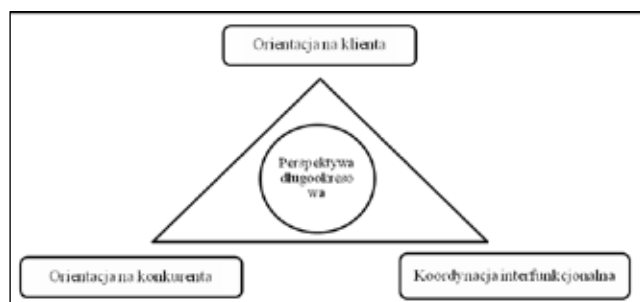 Orientacja na klienta
Perspektywa
długookreso
wa
Orientacja na konkurenta
Koordynacja interfunkcjonalna